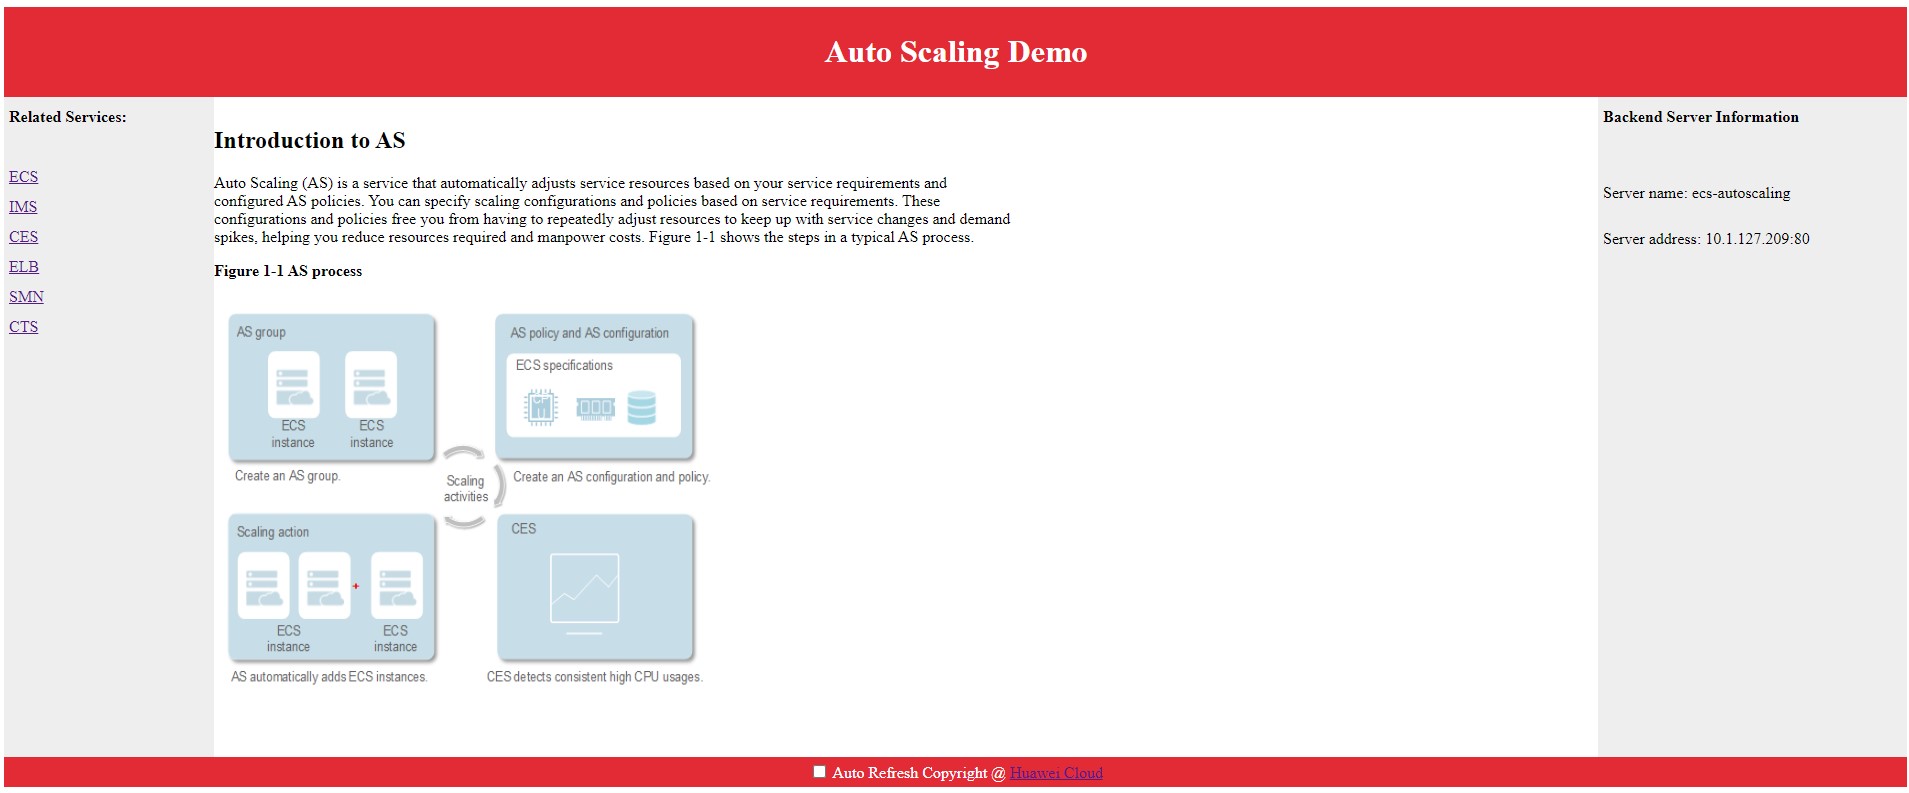 Auto Scaling Demo
Related Services:
ECS
IMS
CES
ELB
SMN
CTS
Introduction to AS
Auto Scaling (AS) is a service that automatically adjusts service resources based on your service requirements and
configured AS policies. You can specify scaling configurations and policies based on service requirements. These
configurations and policies free you from having to repeatedly adjust resources to keep up with service changes and demand
spikes, helping you reduce resources required and manpower costs. Figure 1-1 shows the steps in a typical AS process.
Figure 1-1 AS process
AS group
ECS
instance
ECS
instance
Create an AS group.
AS policy and AS configuration
ECS specifications
CP
U
Create an AS configuration and policy.
Scaling
activities
Scaling action
+
ECS
instance
ECS
instance
AS automatically adds ECS instances.
CES
CES detects consistent high CPU usages.
Backend Server Information
Server name: ecs-autoscaling
Server address: 10.1.127.209:80
Auto Refresh Copyright @ Huawei Cloud